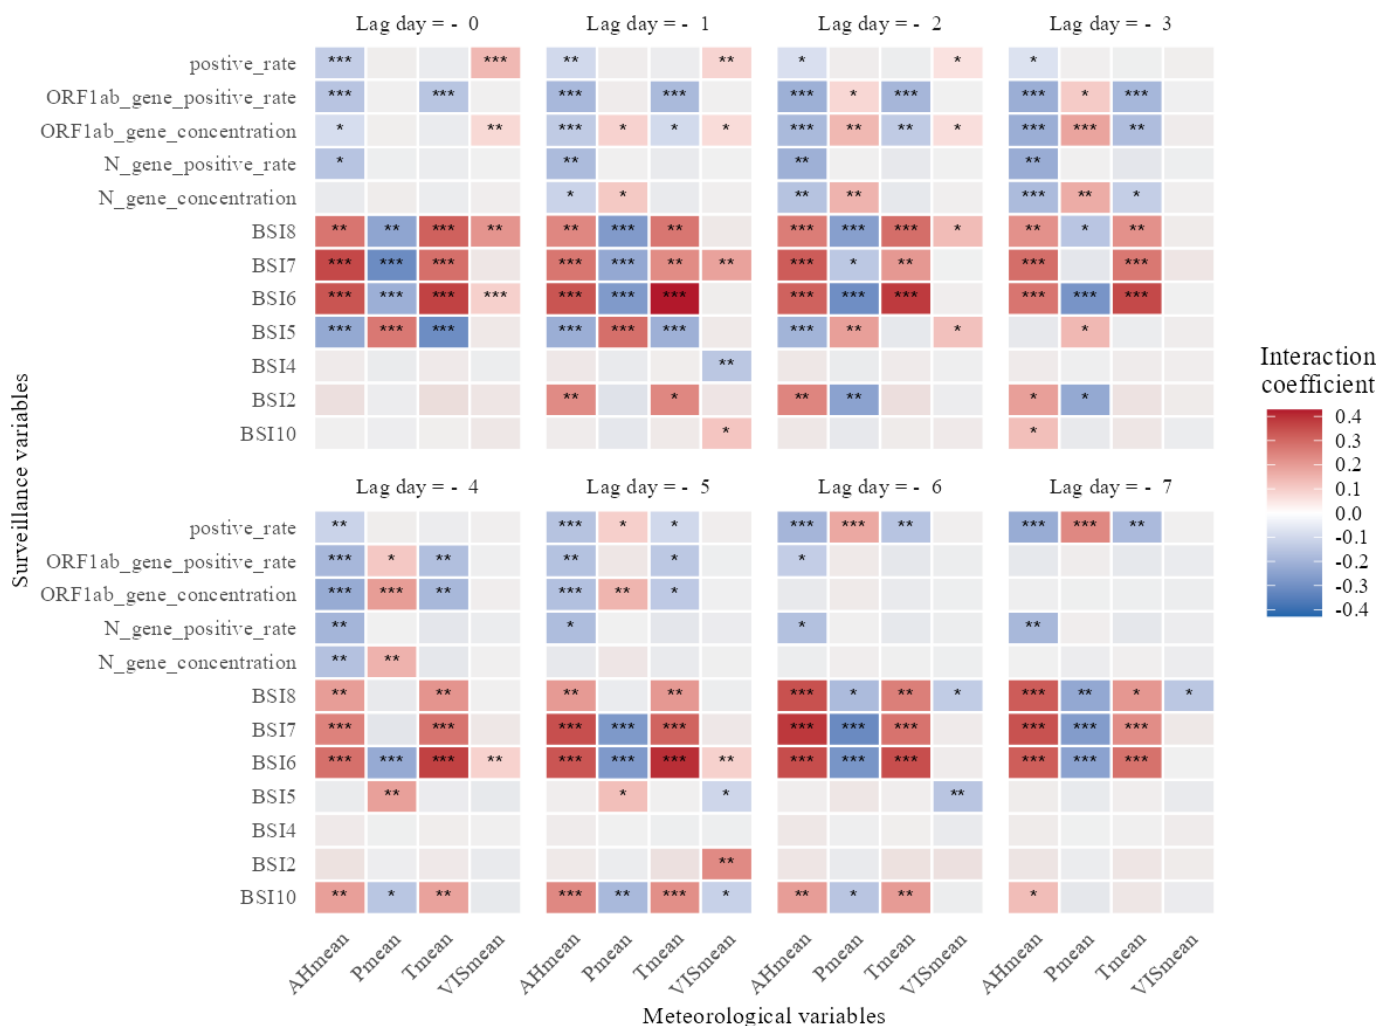 Lag day = - 0 Lag day = - 1 Lag day = - 2 Lag day = - 3
postive_rate *** *** ** ** * * *
ORF1ab_gene_positive_rate *** *** *** *** *** * *** *** * ***
ORF1ab_gene_concentration * ** *** * * * *** ** ** * *** *** **
N_gene_positive_rate * ** ** **
N_gene_concentration * * ** ** *** ** *
BSI8 ** ** *** ** ** *** *** *** *** *** * ** * **
BSI7 *** *** *** *** *** ** ** *** * ** *** ***
BSI6 *** *** *** *** *** *** *** *** *** *** *** *** ***
BSI5 *** *** *** *** *** *** *** ** * *
BSI4 **
BSI2 ** * ** ** * *
BSI10 * *
Lag day = - 4 Lag day = - 5 Lag day = - 6 Lag day = - 7
postive_rate ** *** * * *** *** ** *** *** **
ORF1ab_gene_positive_rate *** * ** ** * *
ORF1ab_gene_concentration *** *** ** *** ** *
N_gene_positive_rate ** * * **
N_gene_concentration ** **
BSI8 ** ** ** ** *** * ** * *** ** * *
BSI7 *** *** *** *** *** *** *** *** *** *** ***
BSI6 *** *** *** ** *** *** *** ** *** *** *** *** *** ***
BSI5 ** * * **
BSI4
BSI2 **
BSI10 ** * ** *** ** *** * ** * ** *
AHmean Pmean Tmean VISmean AHmean Pmean Tmean VISmean AHmean Pmean Tmean VISmean AHmean Pmean Tmean VISmean
Meteorological variables
Surveillance variables
Interaction
coefficient
0.4
0.3
0.2
0.1
0.0
-0.1
-0.2
-0.3
-0.4